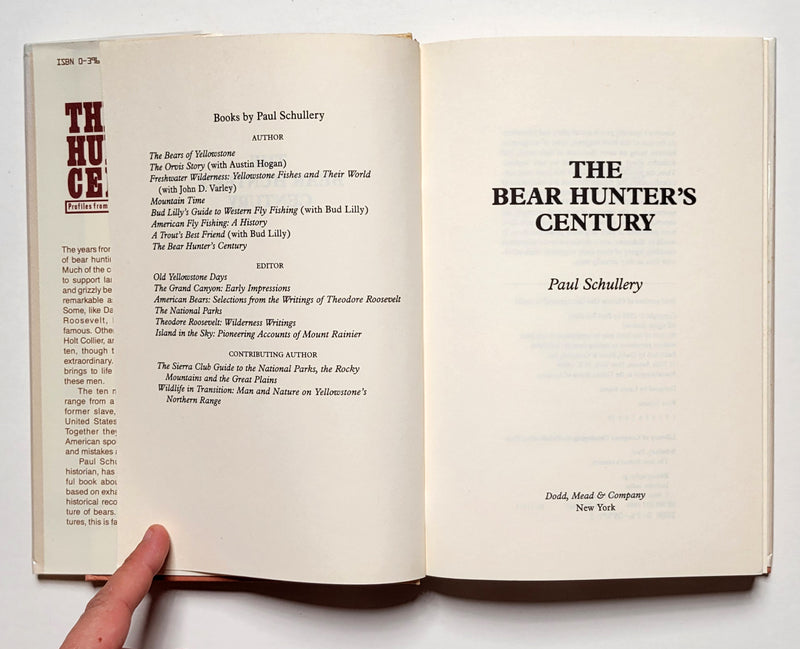 ISBN 0-396
TH
HU
CE
Profiles from
The years from
of bear hunti
Much of the c
to support la
and grizzly be
remarkable a
Some, like Da
Roosevelt,
famous. Othe
Holt Collier, a
ten, though t
extraordinary.
brings to life
these men.
The ten m
range from a
former slave,
United States
Together they
American spo
and mistakes a
Paul Schu
historian, has
ful book abou
based on exha
historical reco
ture of bears.
tures, this is fa
Books by Paul Schullery
AUTHOR
The Bears of Yellowstone
The Orvis Story (with Austin Hogan)
Freshwater Wilderness: Yellowstone Fishes and Their World
(with John D. Varley)
Mountain Time
Bud Lilly's Guide to Western Fly Fishing (with Bud Lilly)
American Fly Fishing: A History
A Trout's Best Friend (with Bud Lilly)
The Bear Hunter's Century
EDITOR
Old Yellowstone Days
The Grand Canyon: Early Impressions
American Bears: Selections from the Writings of Theodore Roosevelt
The National Parks
Theodore Roosevelt: Wilderness Writings
Island in the Sky: Pioneering Accounts of Mount Rainier
CONTRIBUTING AUTHOR
The Sierra Club Guide to the National Parks, the Rocky
Mountains and the Great Plains
Wildlife in Transition: Man and Nature on Yellowstone's
Northern Range
THE
BEAR HUNTER'S
CENTURY
Paul Schullery
Dodd, Mead & Company
New York